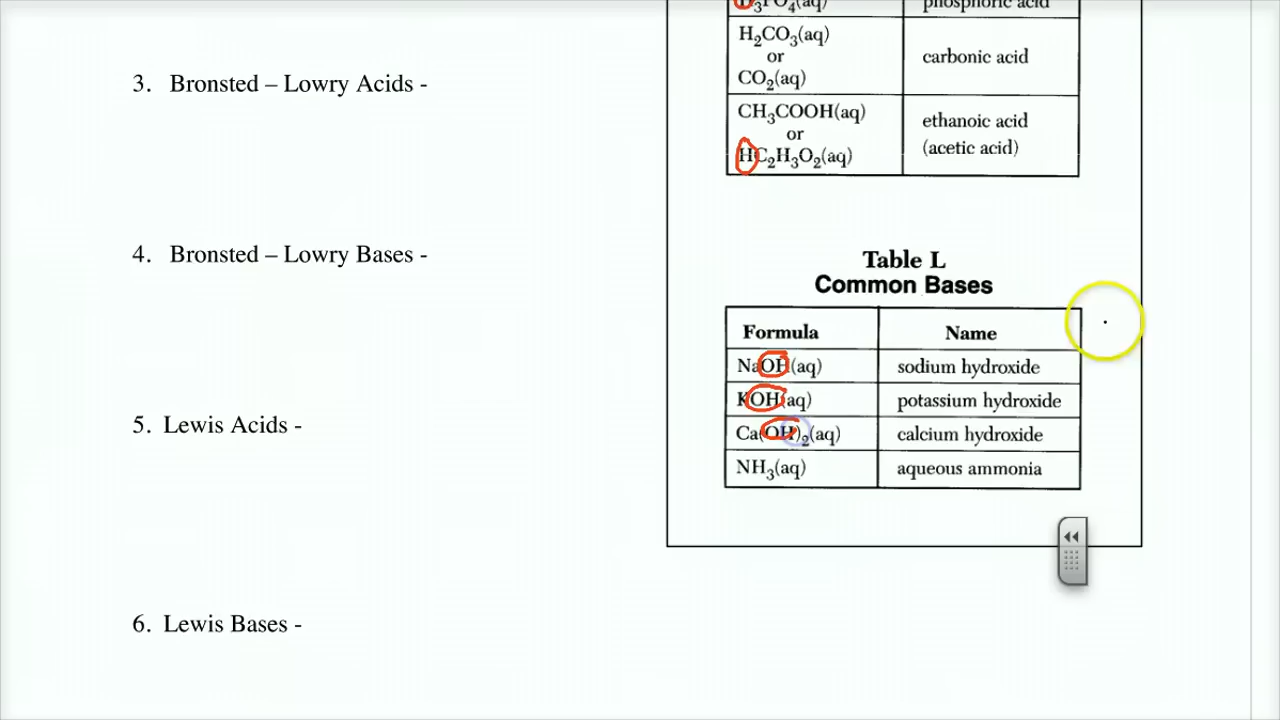 3. Bronsted – Lowry Acids -
4. Bronsted – Lowry Bases -
5. Lewis Acids -
6. Lewis Bases -
H₃PO₄(aq) phosphoric acid
H₂CO₃(aq)
or
CO₂(aq)
carbonic acid
CH₃COOH(aq)
or
HC₂H₃O₂(aq)
ethanoic acid
(acetic acid)
Table L
Common Bases
Formula Name
NaOH(aq) sodium hydroxide
KOH(aq) potassium hydroxide
Ca(OH)₂(aq) calcium hydroxide
NH₃(aq) aqueous ammonia